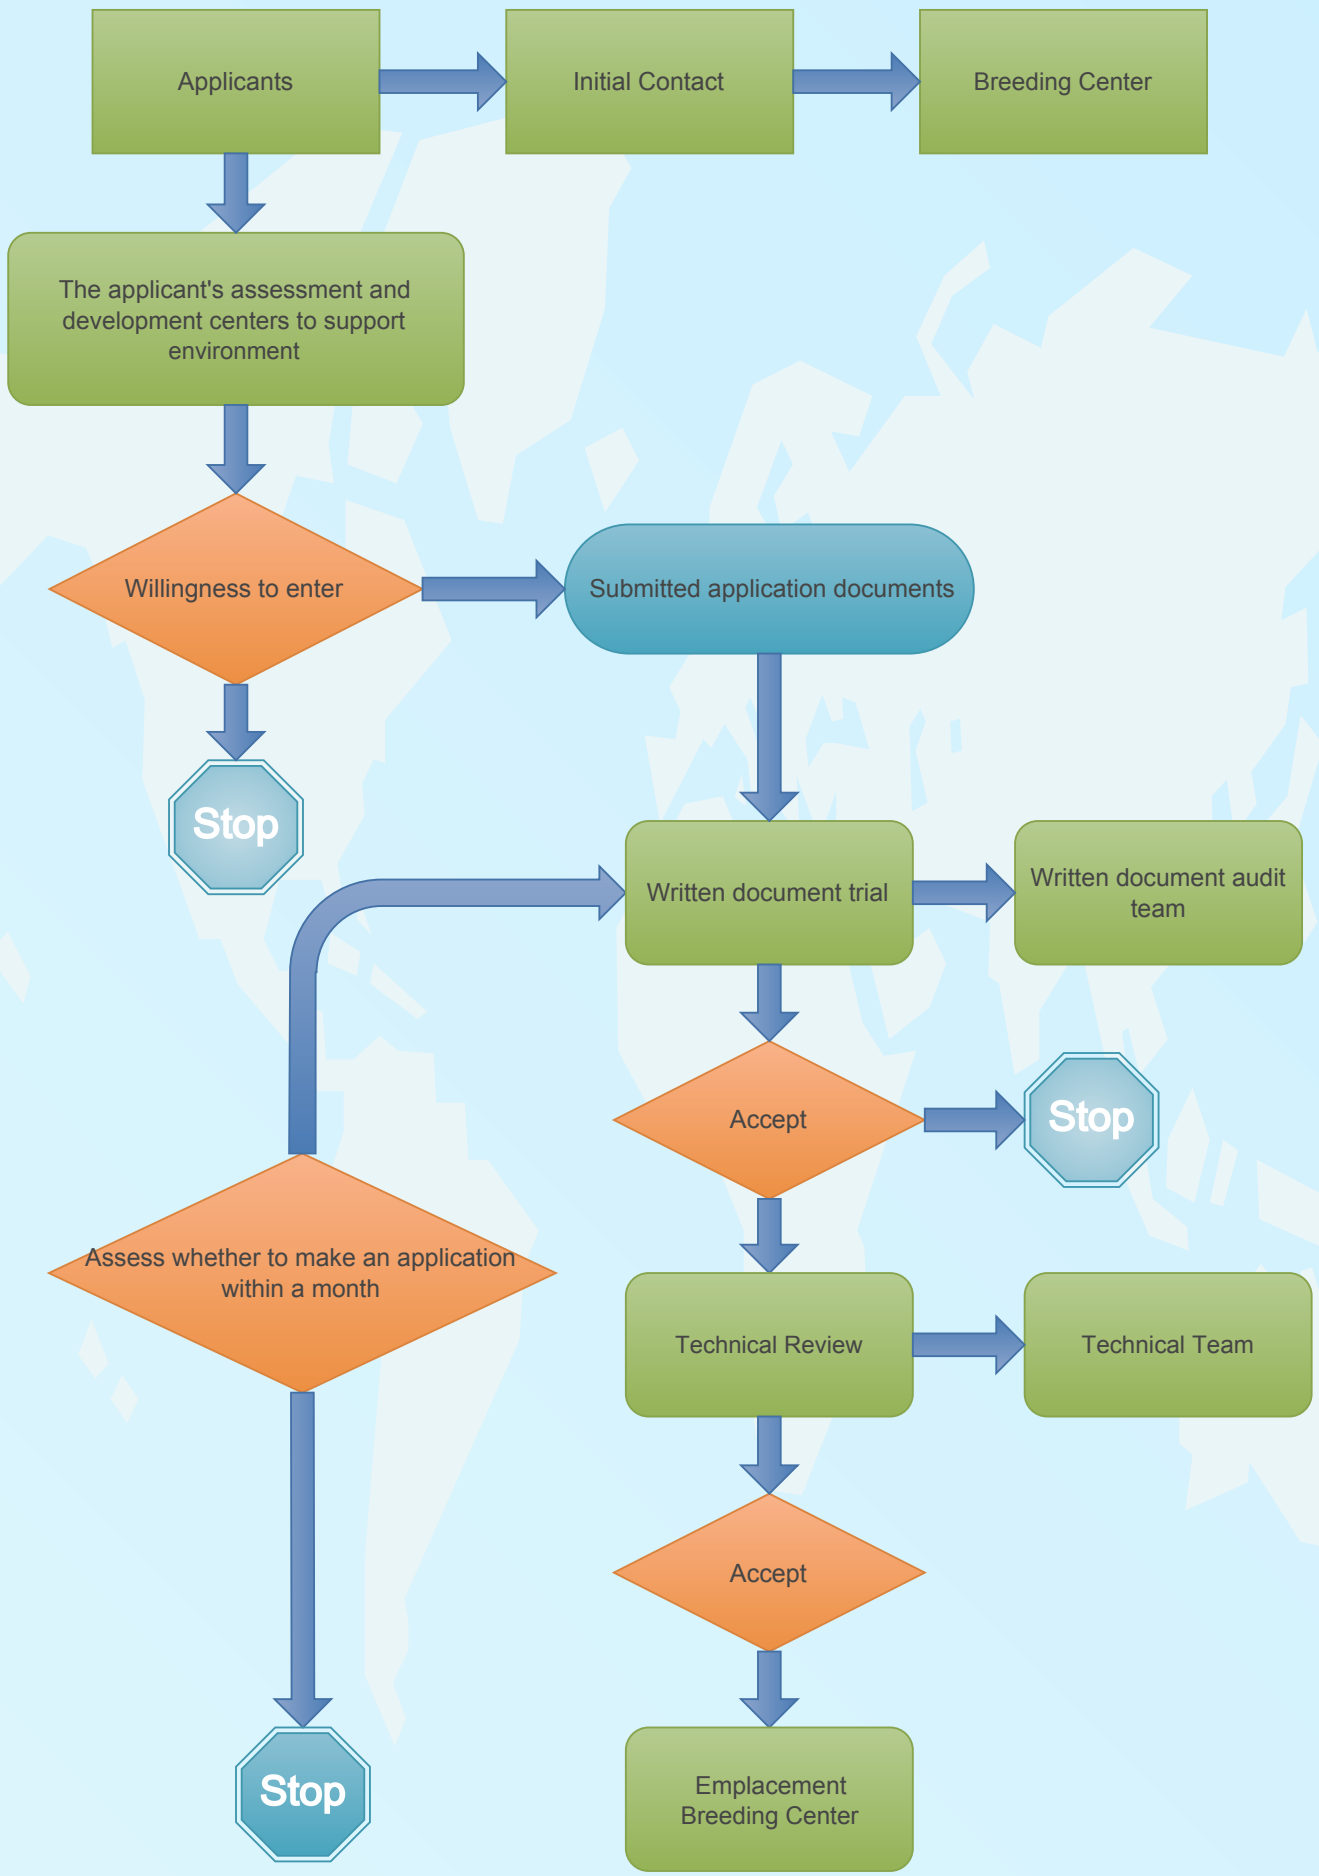 Applicants
Initial Contact
Breeding Center
The applicant's assessment and
development centers to support
environment
Willingness to enter
Submitted application documents
Stop
Written document trial
Written document audit
team
Accept
Stop
Assess whether to make an application
within a month
Technical Review
Technical Team
Accept
Stop
Emplacement
Breeding Center